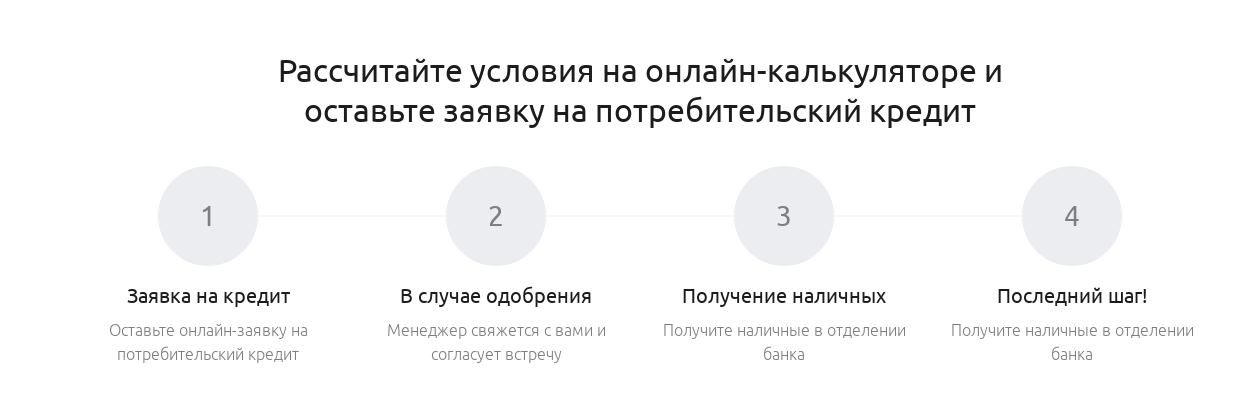 Рассчитайте условия на онлайн-калькуляторе и
оставьте заявку на потребительский кредит
1
2
3
4
Заявка на кредит
Оставьте онлайн-заявку на
потребительский кредит
В случае одобрения
Менеджер свяжется с вами и
согласует встречу
Получение наличных
Получите наличные в отделении
банка
Последний шаг!
Получите наличные в отделении
банка